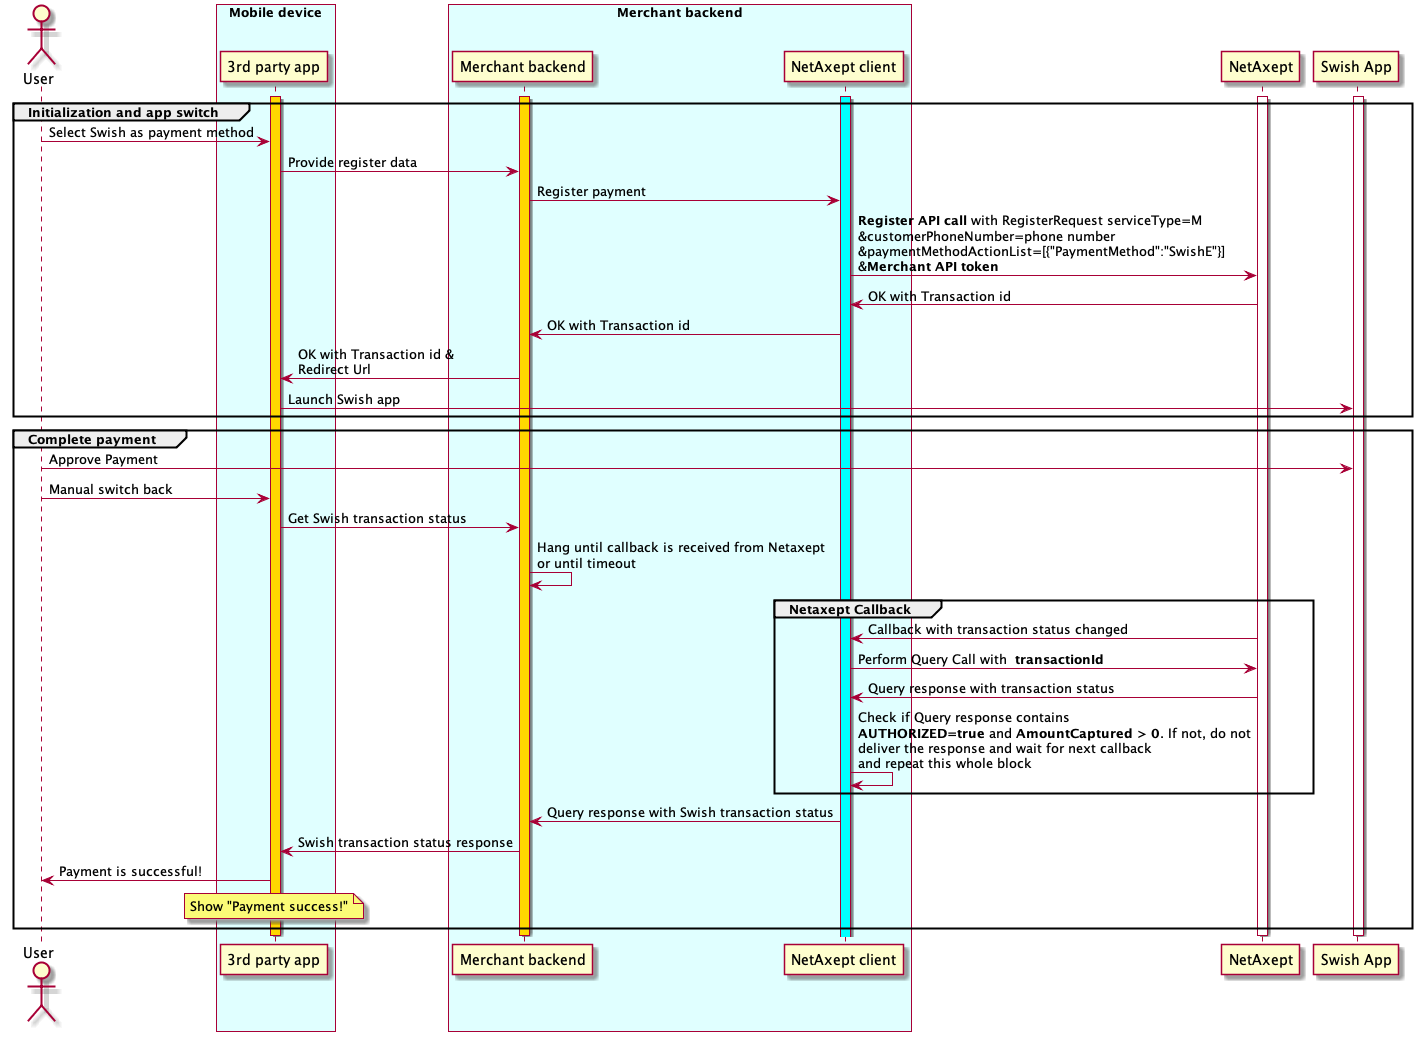 Mobile device
Merchant backend
User
3rd party app
Merchant backend
NetAxept client
NetAxept
Swish App
Initialization and app switch
Select Swish as payment method
Provide register data
Register payment
Register API call with RegisterRequest serviceType=M
&customerPhoneNumber=phone number
&paymentMethodActionList=[{"PaymentMethod":"SwishE"}]
&Merchant API token
OK with Transaction id
OK with Transaction id
OK with Transaction id &
Redirect Url
Launch Swish app
Complete payment
Approve Payment
Manual switch back
Get Swish transaction status
Hang until callback is received from Netaxept
or until timeout
Netaxept Callback
Callback with transaction status changed
Perform Query Call with  transactionId
Query response with transaction status
Check if Query response contains
AUTHORIZED=true and AmountCaptured > 0. If not, do not
deliver the response and wait for next callback
and repeat this whole block
Query response with Swish transaction status
Swish transaction status response
Payment is successful!
Show "Payment success!"
User
3rd party app
Merchant backend
NetAxept client
NetAxept
Swish App